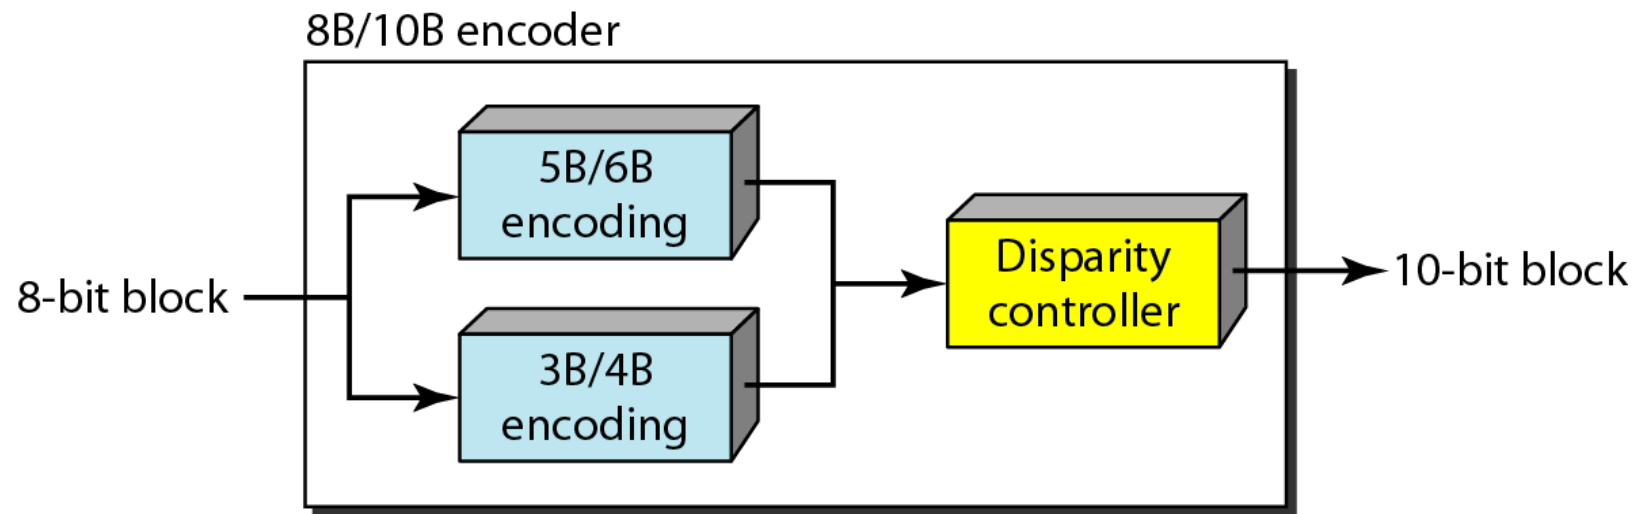 8B/10B encoder
5B/6B
encoding
8-bit block
3B/4B
encoding
Disparity
controller
10-bit block